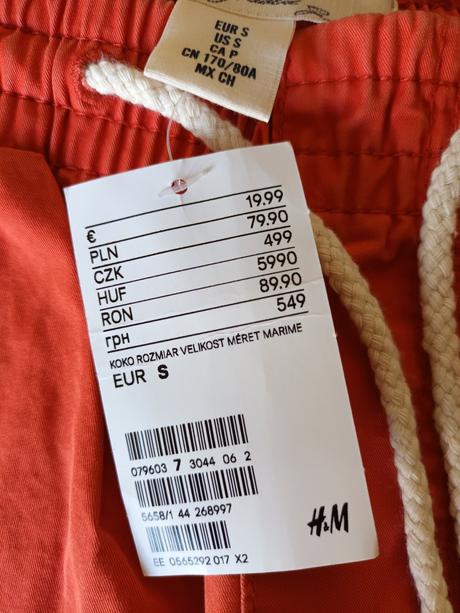 EUR S
US S
CA P
CN 170/80A
MX CH
€ 19.99
PLN 79.90
CZK 499
HUF 5990
RON 89.90
грн 549
KOKO ROZMIAR VELIKOST MÉRET MARIME
EUR S
079603 7 3044 06 2
5658/1 44 268997
EE 0565292 017 X2
H&M